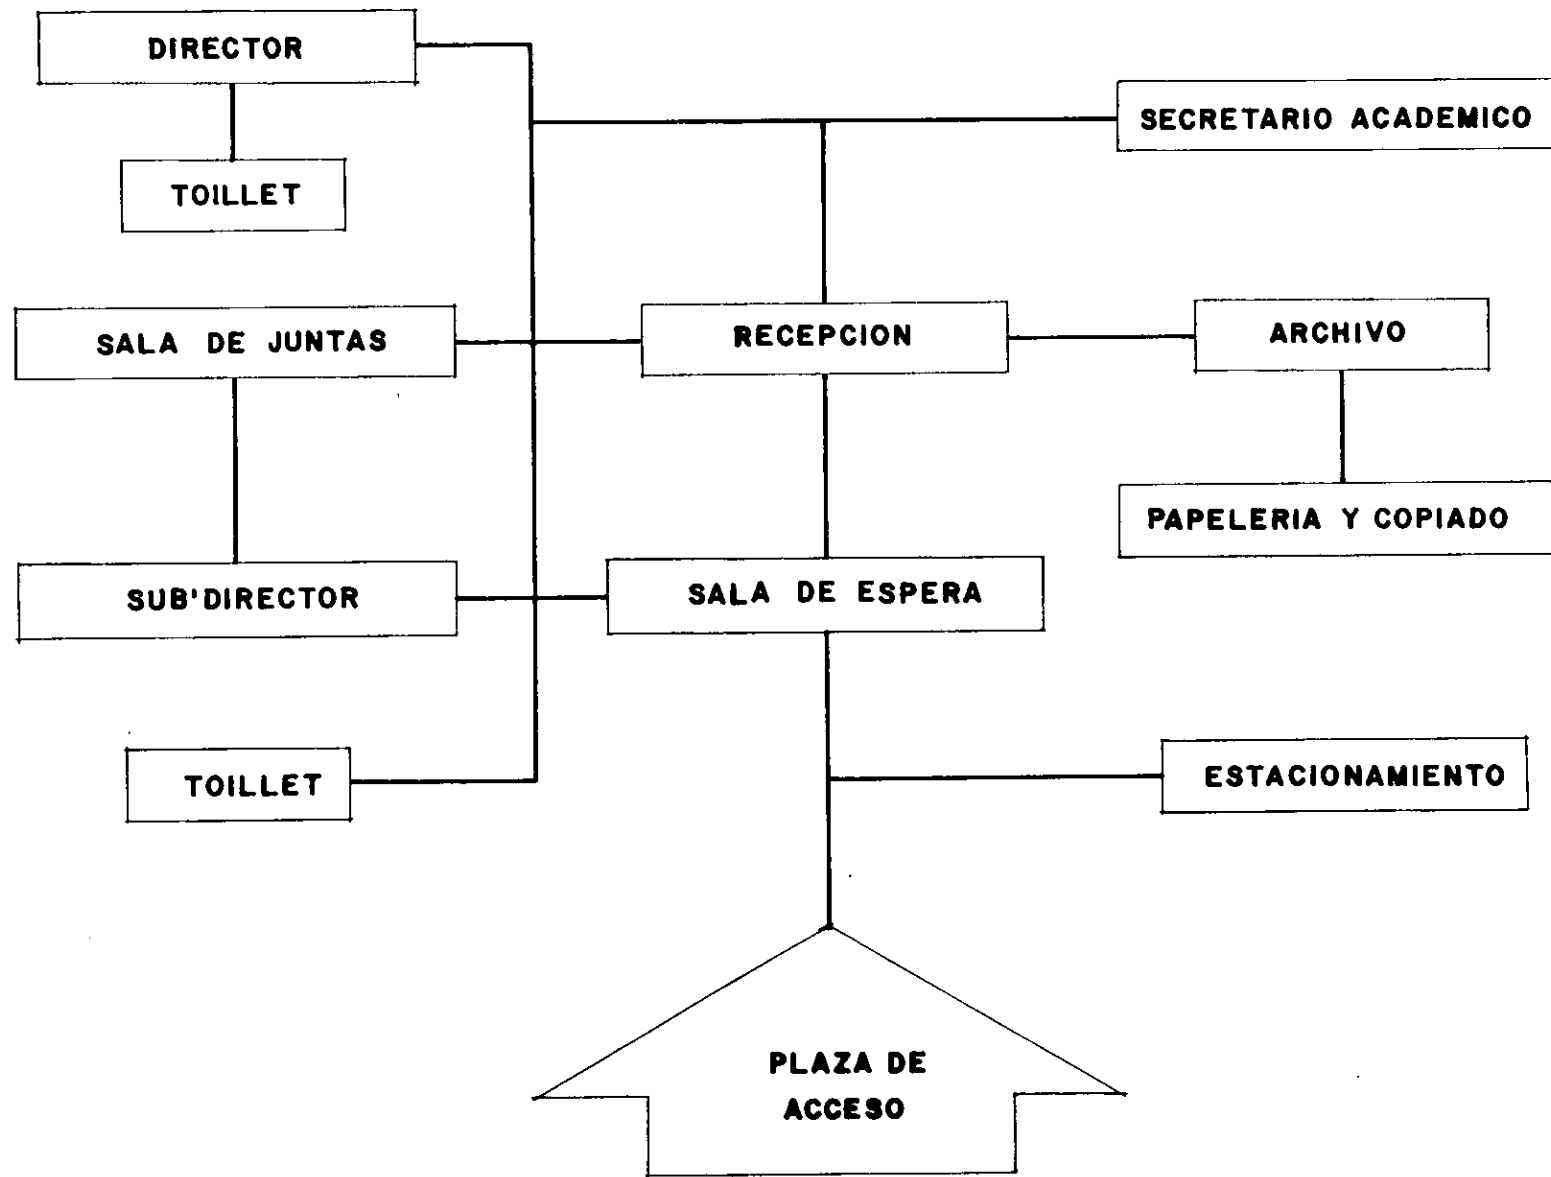 DIRECTOR
SECRETARIO ACADEMICO
TOILLET
SALA DE JUNTAS
RECEPCION
ARCHIVO
PAPELERIA Y COPIADO
SUB'DIRECTOR
SALA DE ESPERA
TOILLET
ESTACIONAMIENTO
PLAZA DE
ACCESO